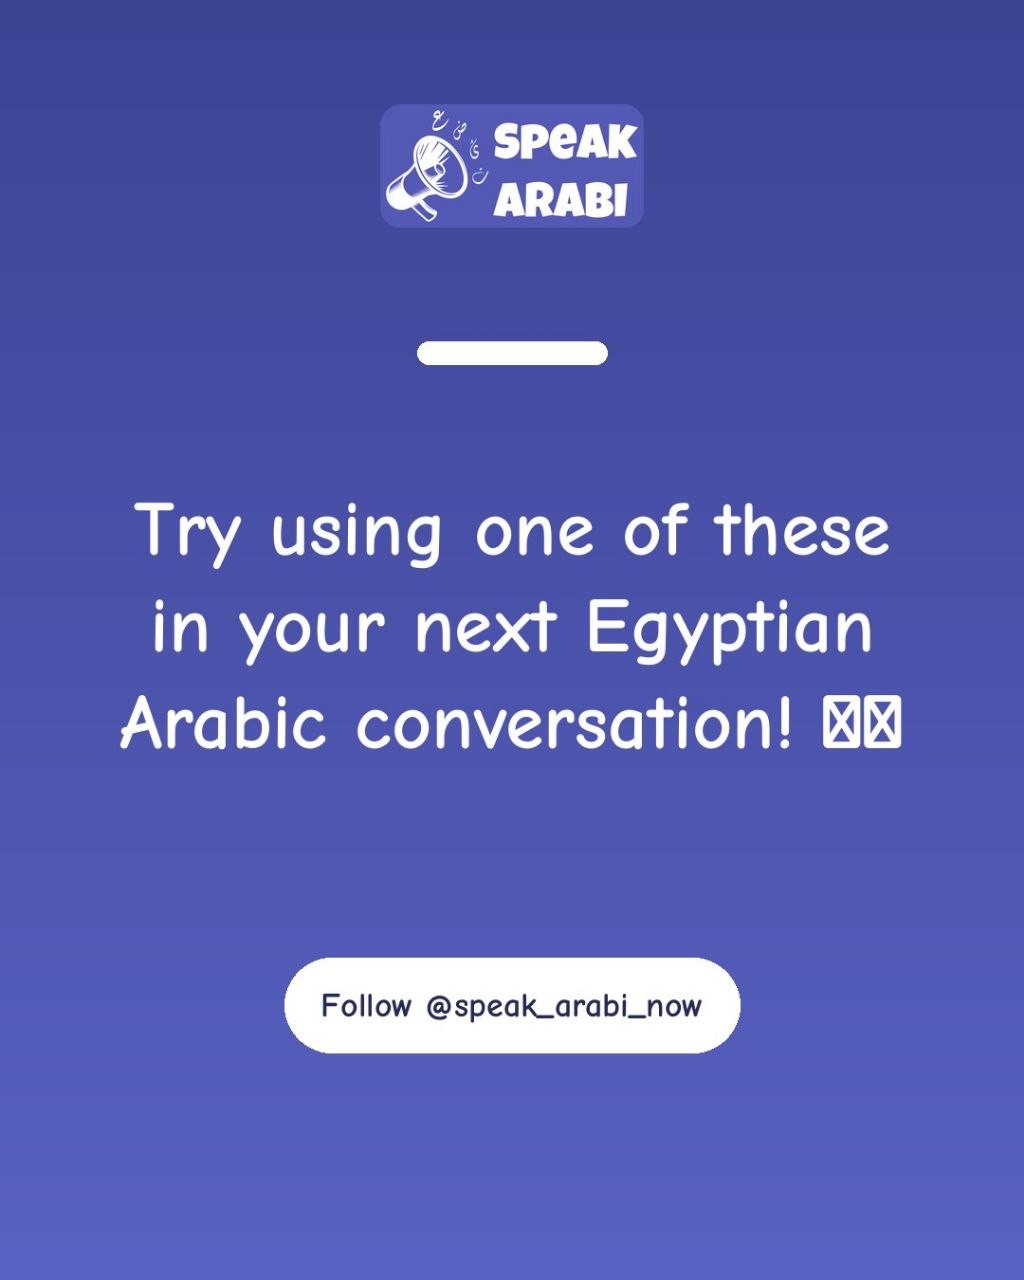 SPEAK
ARABI
ع
ض
ئ
ت
Try using one of these
in your next Egyptian
Arabic conversation!
Follow @speak_arabi_now